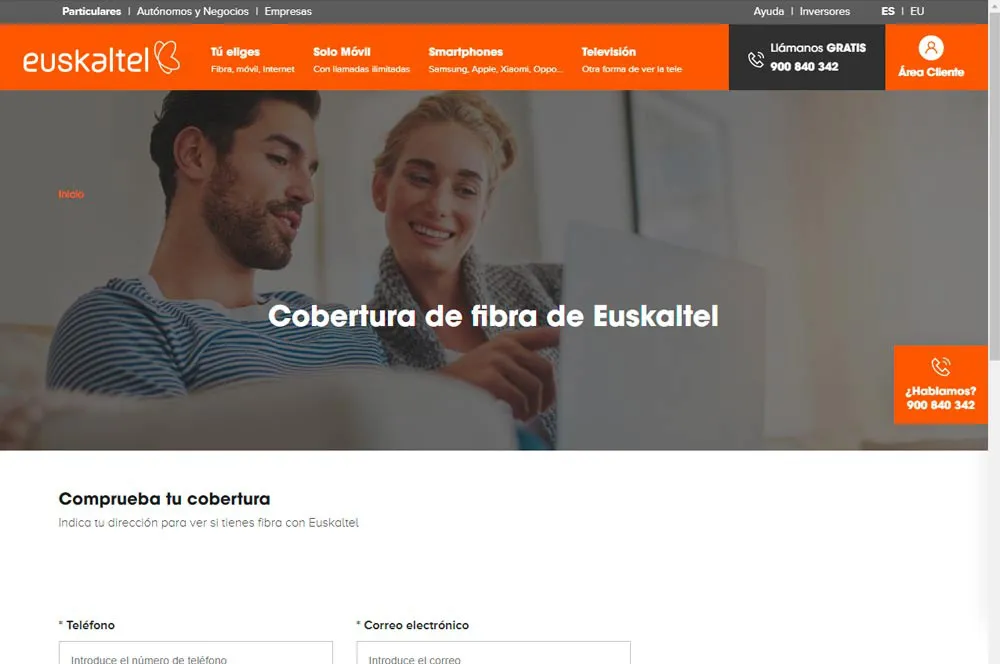 Particulares | Autónomos y Negocios | Empresas
Ayuda | Inversores ES | EU
euskaltel
Tú eliges
Fibra, móvil, internet
Solo Móvil
Con llamadas ilimitadas
Smartphones
Samsung, Apple, Xiaomi, Oppo...
Televisión
Otra forma de ver la tele
Llámanos GRATIS
900 840 342
Área Cliente
Inicio
Cobertura de fibra de Euskaltel
¿Hablamos?
900 840 342
Comprueba tu cobertura
Indica tu dirección para ver si tienes fibra con Euskaltel
* Teléfono
* Correo electrónico
Introduce el número de teléfono
Introduce el correo